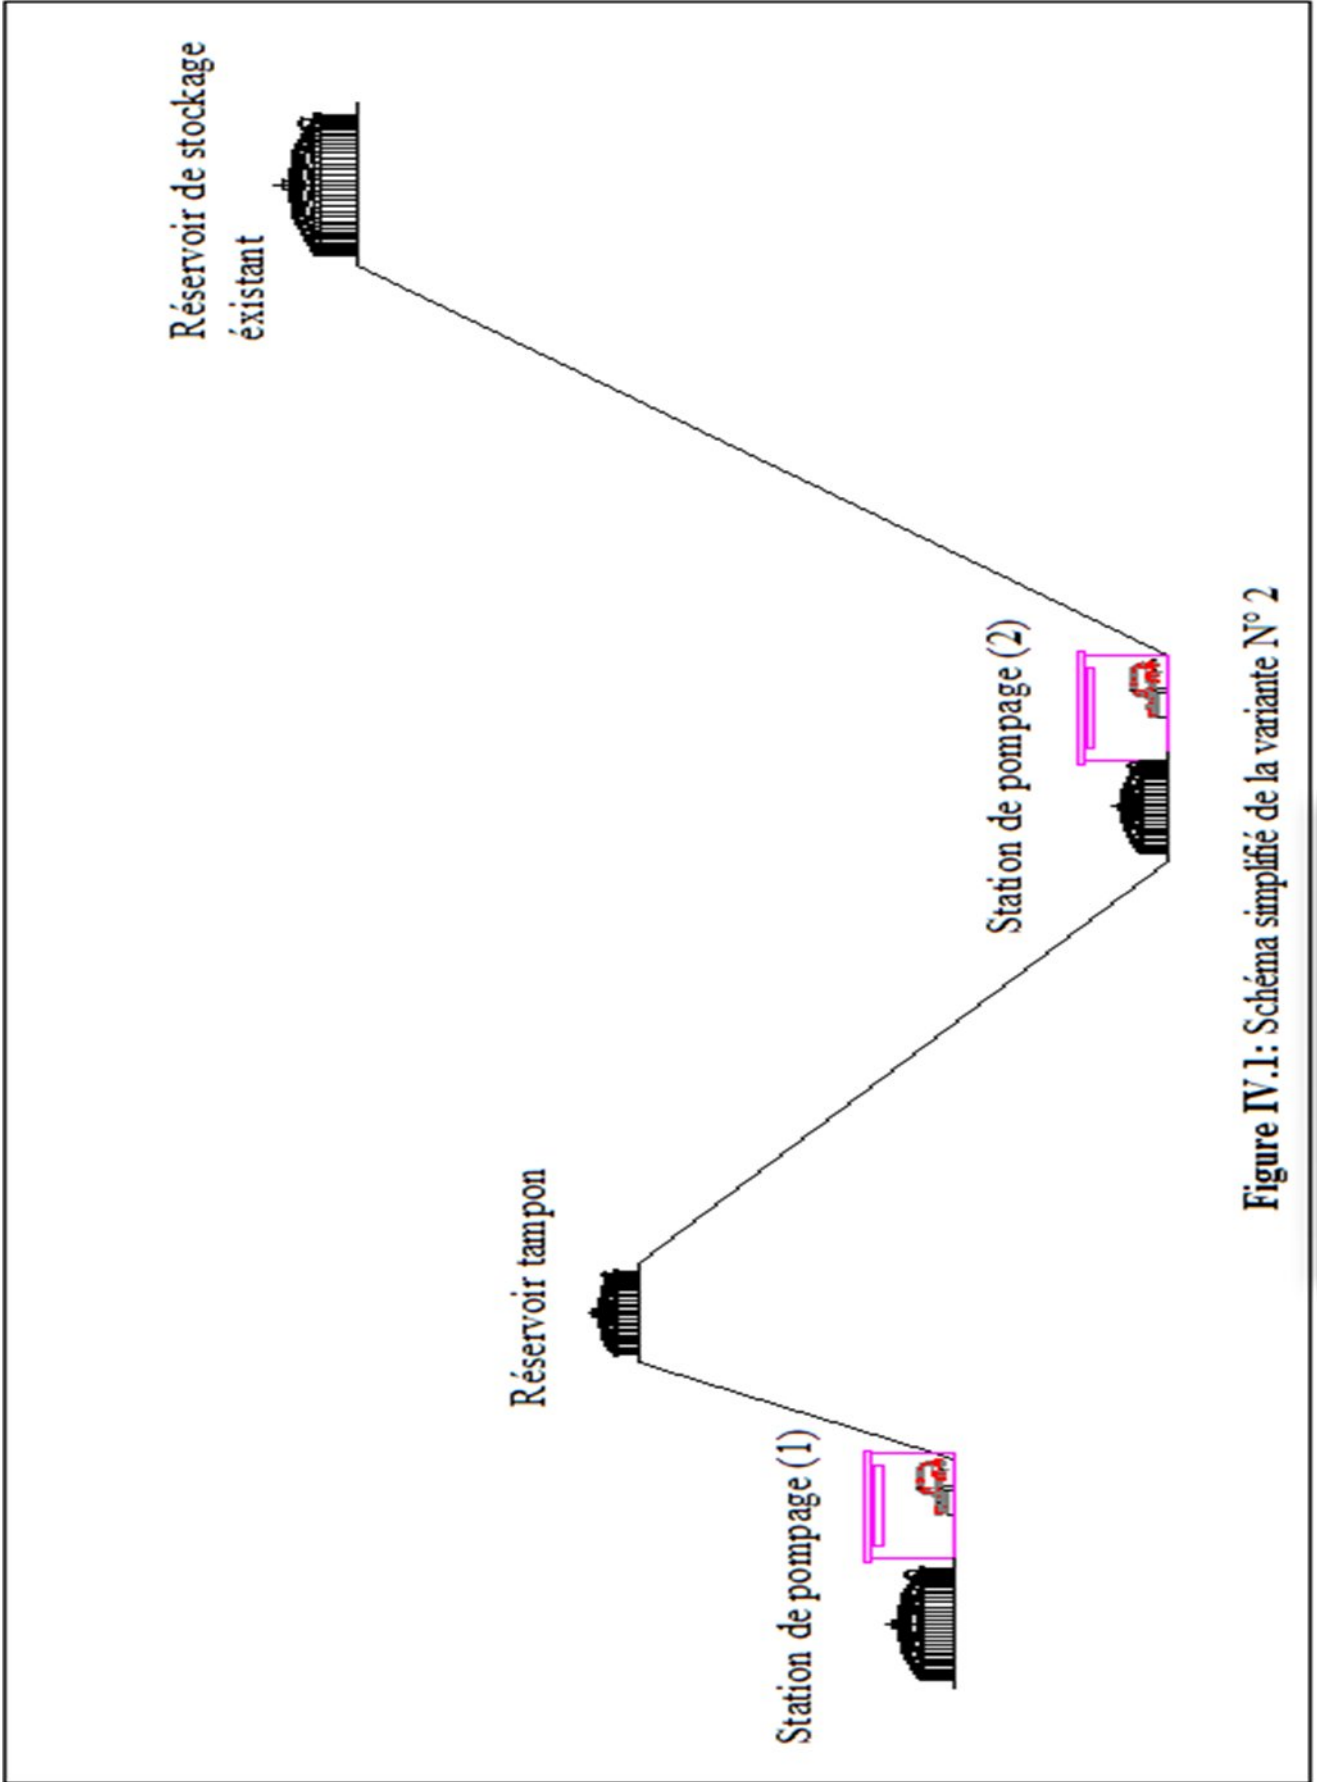 Réservoir de stockage
éxistant
Réservoir tampon
Station de pompage (1)
Station de pompage (2)
Figure IV.1: Schéma simplifié de la variante N° 2